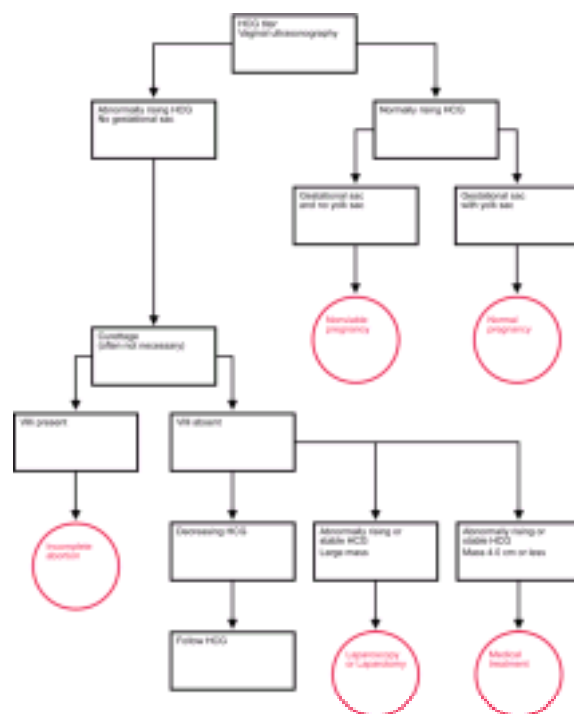 HCG titer
Vaginal ultrasonography
Abnormally rising HCG
No gestational sac
Normally rising HCG
Gestational sac
and no yolk sac
Gestational sac
with yolk sac
Nonviable
pregnancy
Normal
pregnancy
Curettage
(often not necessary)
Villi present
Villi absent
Incomplete
abortion
Decreasing HCG
Abnormally rising or
stable HCG
Large mass
Abnormally rising or
stable HCG
Mass 4.0 cm or less
Follow HCG
Laparoscopy
or Laparotomy
Medical
treatment